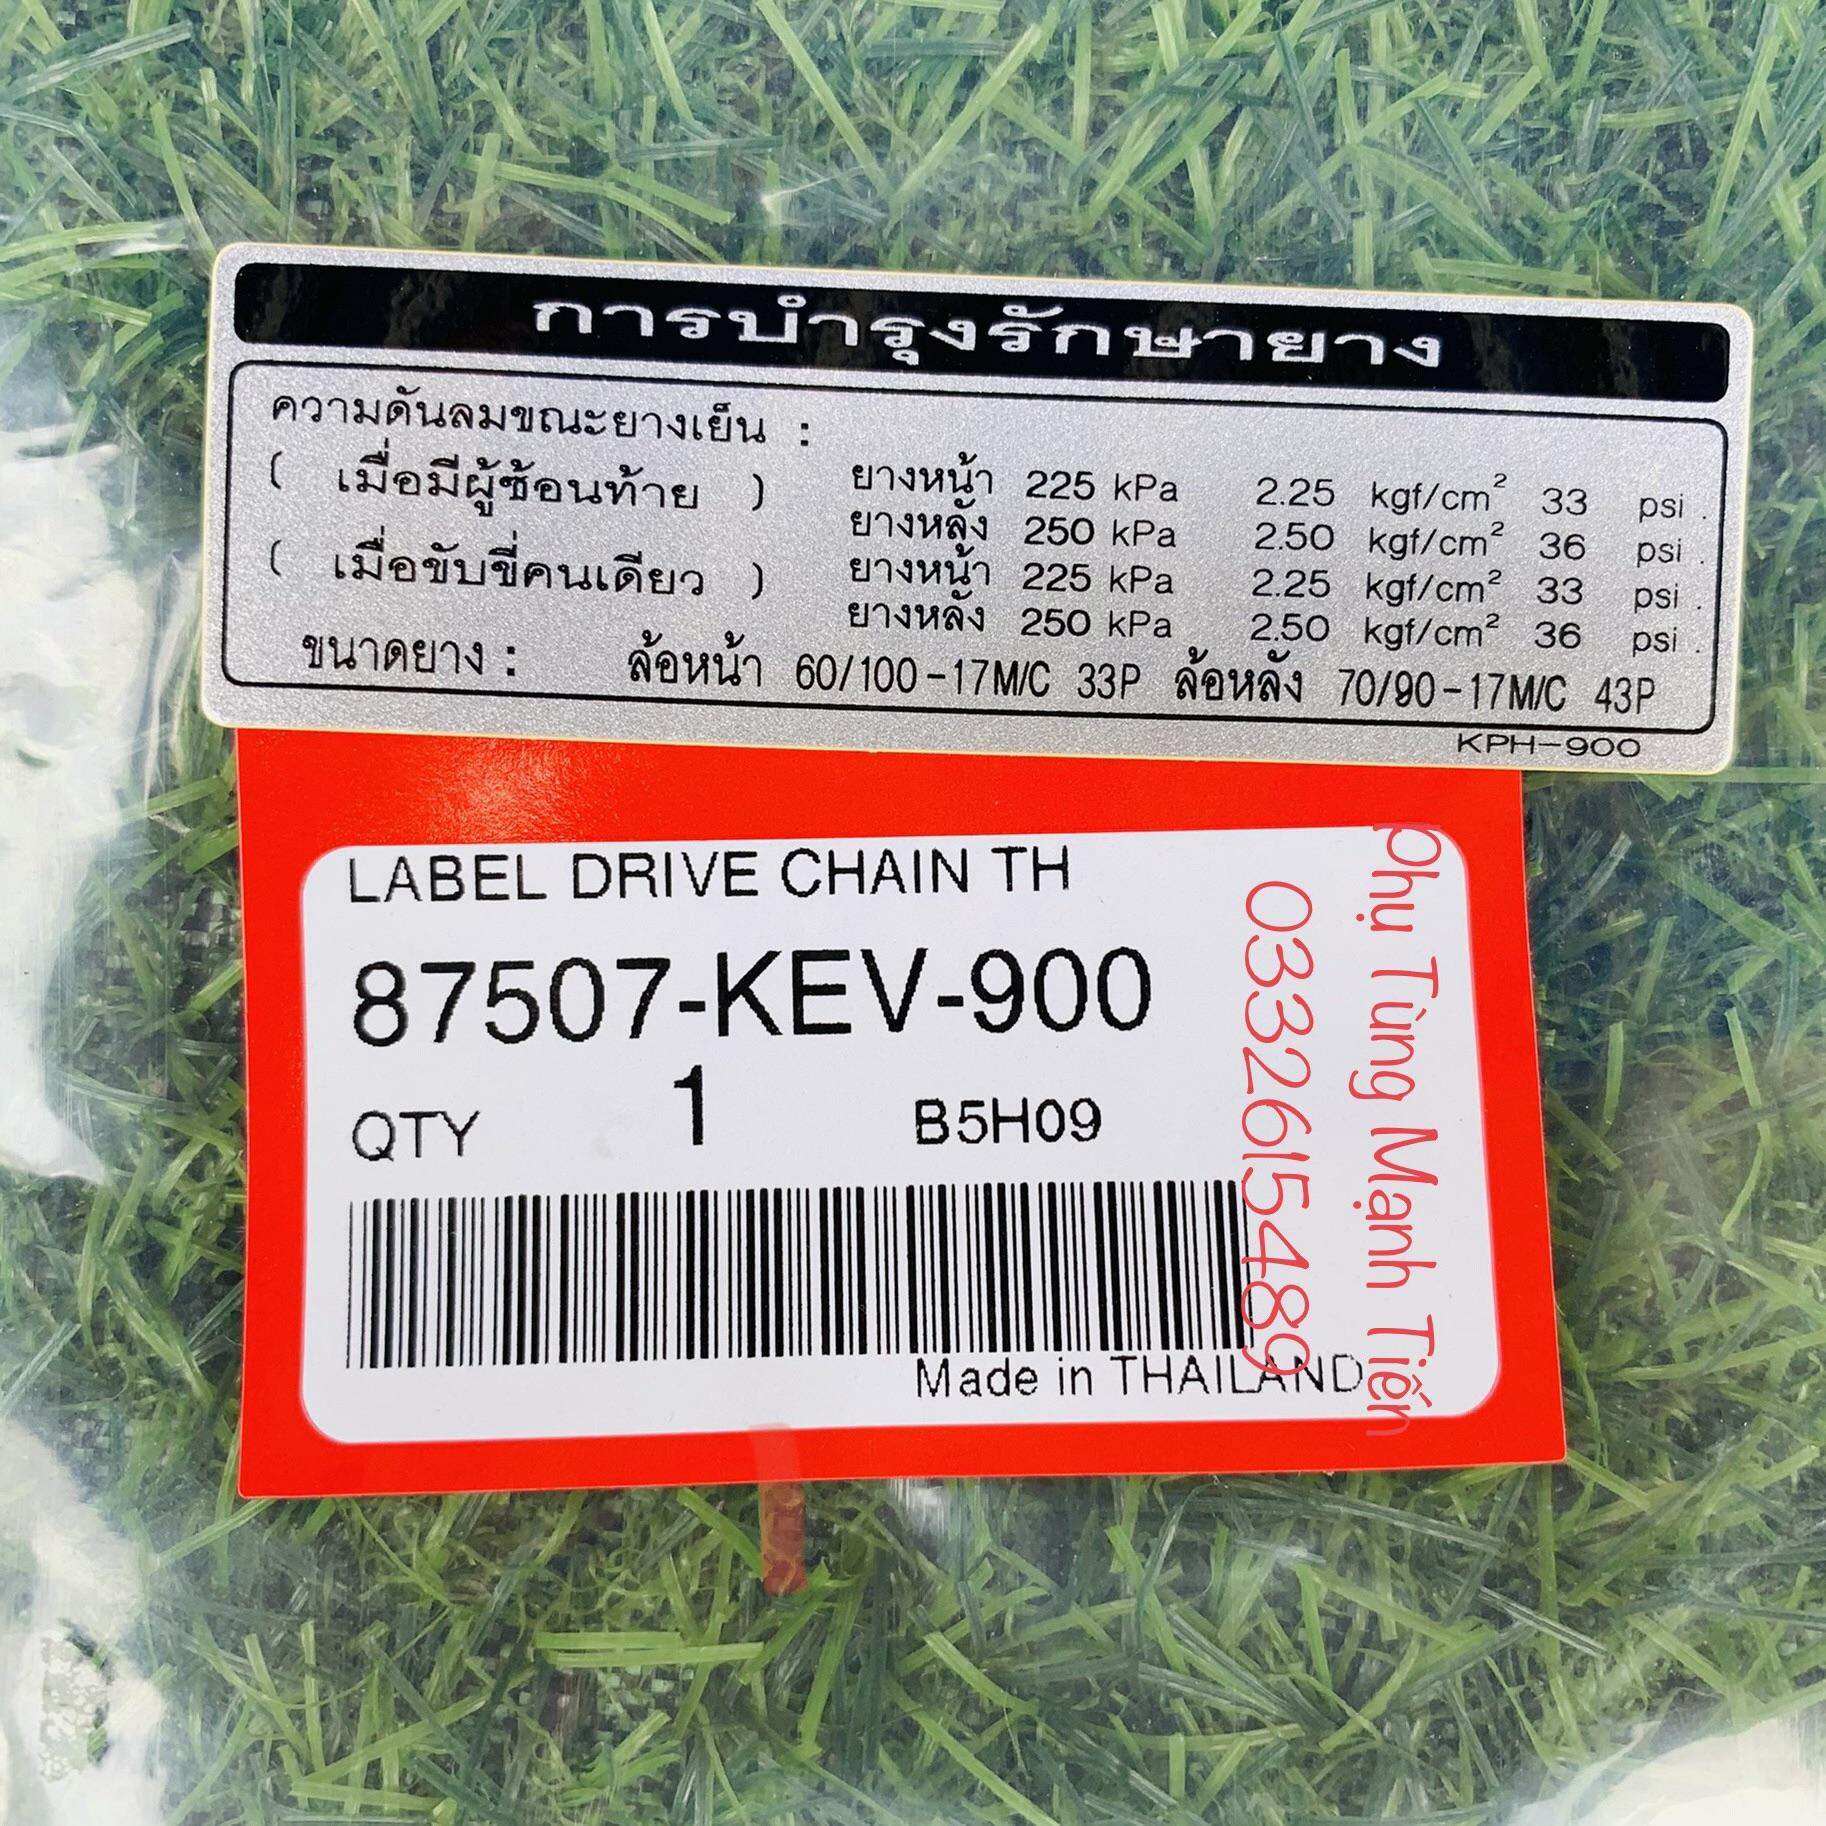 การบำรุงรักษายาง
ความดันลมขณะยางเย็น :
( เมื่อมีผู้ซ้อนท้าย ) ยางหน้า 225 kPa 2.25 kgf/cm² 33 psi .
ยางหลัง 250 kPa 2.50 kgf/cm² 36 psi .
( เมื่อขับขี่คนเดียว ) ยางหน้า 225 kPa 2.25 kgf/cm² 33 psi .
ยางหลัง 250 kPa 2.50 kgf/cm² 36 psi .
ขนาดยาง : ล้อหน้า 60/100-17M/C 33P ล้อหลัง 70/90-17M/C 43P
KPH-900
LABEL DRIVE CHAIN TH
87507-KEV-900
QTY 1 B5H09
Made in THAILAND
Phụ Tùng Mạnh Tiến
0332615489